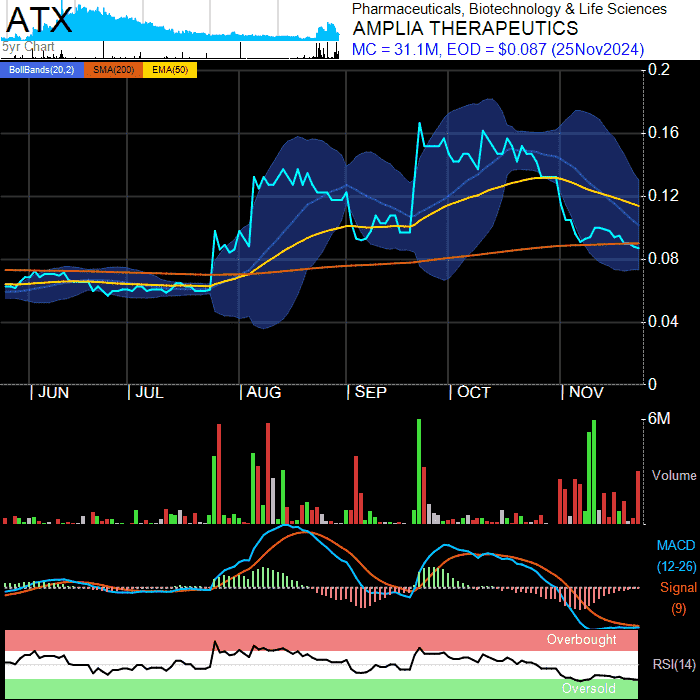 ATX
5yr Chart
Pharmaceuticals, Biotechnology & Life Sciences
AMPLIA THERAPEUTICS
MC = 31.1M, EOD = $0.087 (25Nov2024)
BollBands(20,2) SMA(200) EMA(50)
0.2
0.16
0.12
0.08
0.04
0
| JUN | JUL | AUG | SEP | OCT | NOV
6M
Volume
MACD
(12-26)
Signal
(9)
Overbought
RSI(14)
Oversold